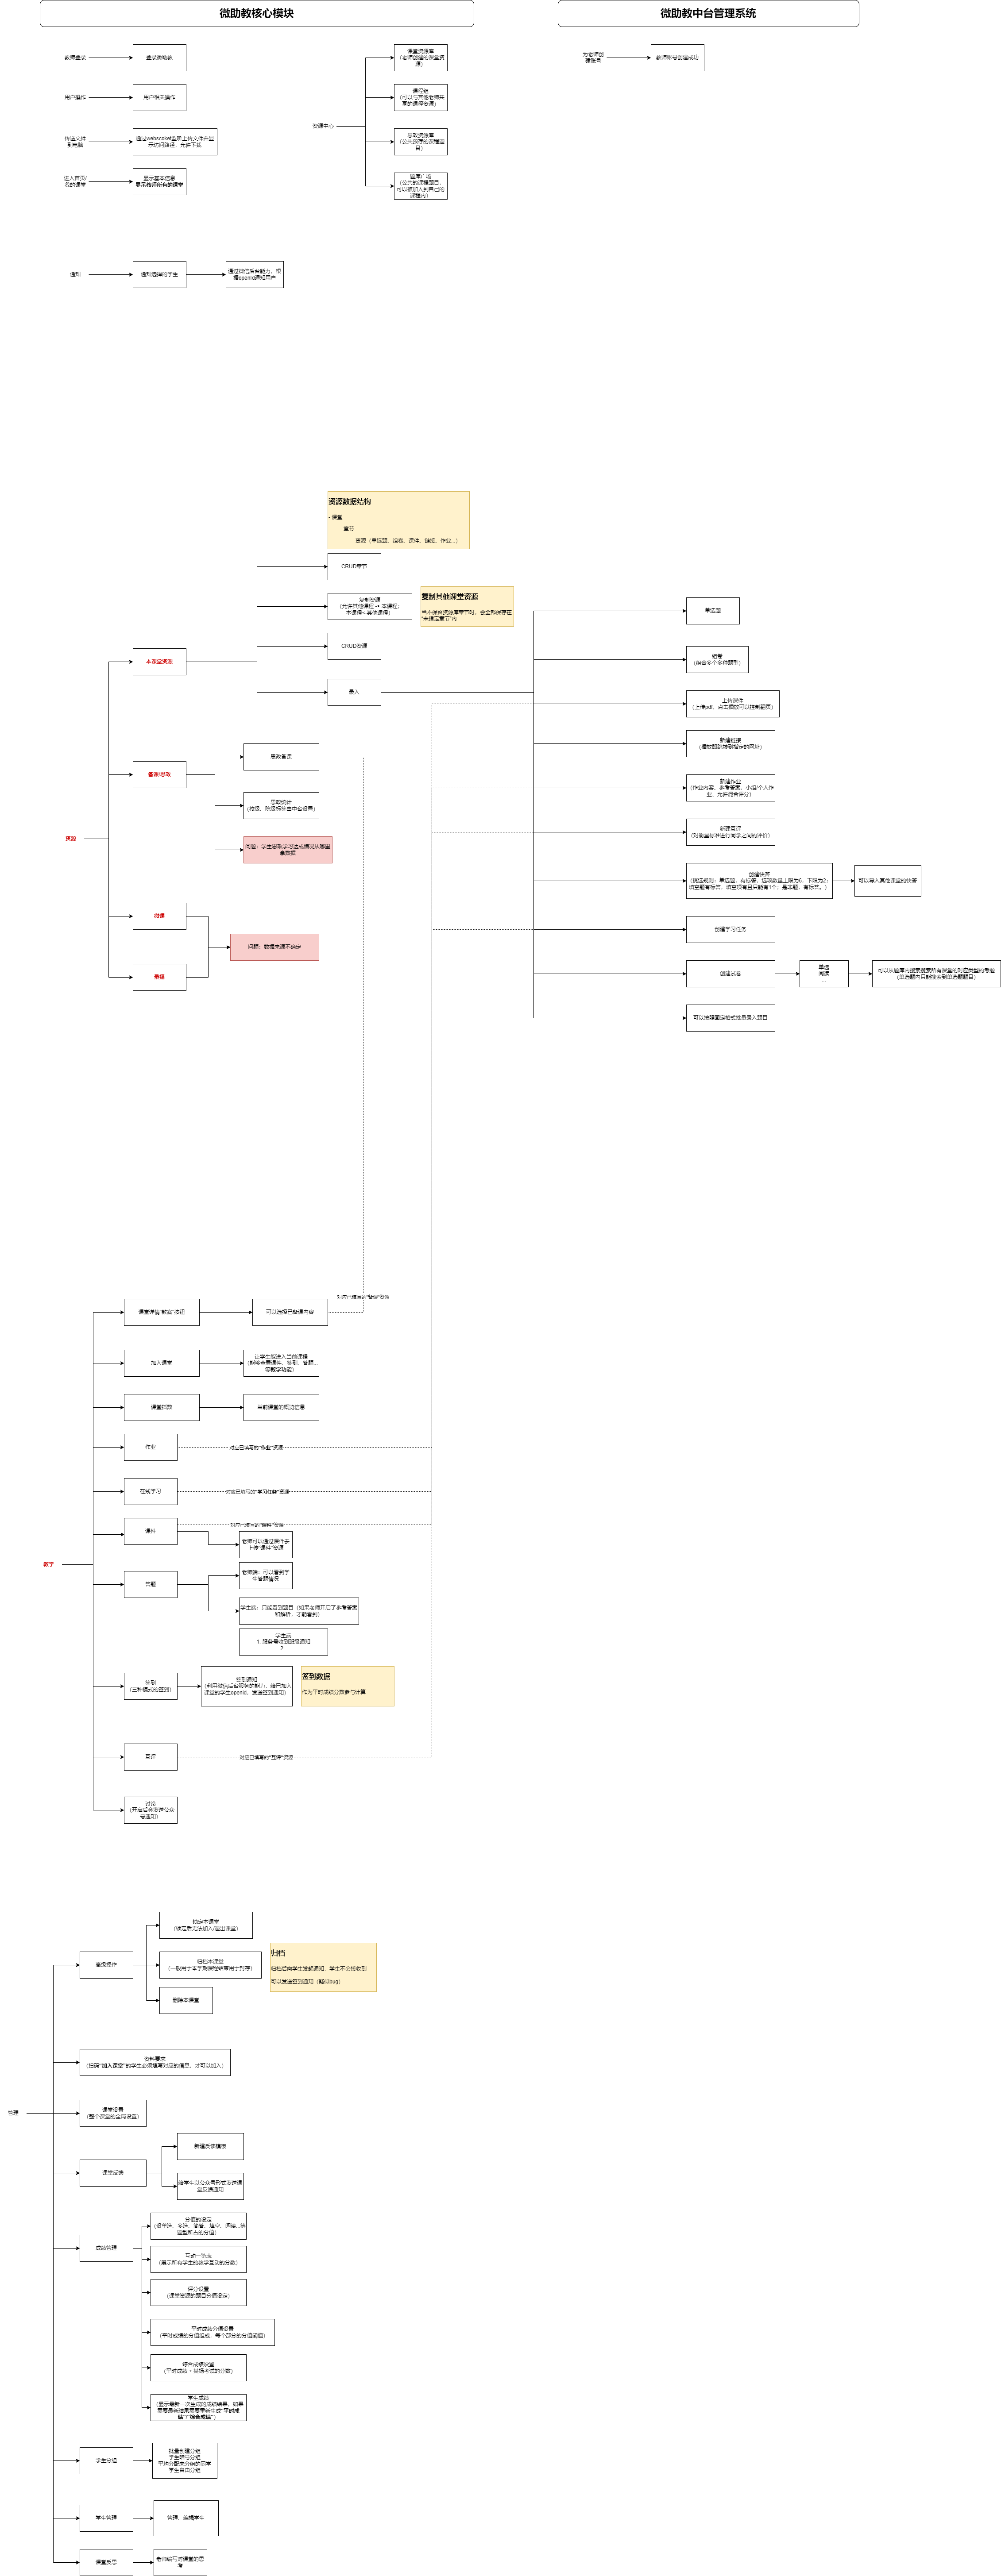 微助教核心模块
微助教中台管理系统
教师登录
登录微助教
用户操作
用户相关操作
传送文件
到电脑
通过webscoket监听上传文件并显
示访问路径，允许下载
进入首页/
我的课堂
显示基本信息
显示教师所有的课堂
资源中心
课堂资源库
（老师创建的课堂资
源）
课程组
（可以与其他老师共
享的课程资源）
思政资源库
（公共预存的课程题
目）
题库广场
（公共的课程题目，
可以被加入到自己的
课程内）
为老师创
建账号
教师账号创建成功
通知
通知选择的学生
通过微信后台能力，根
据openid通知用户
资源数据结构
- 课堂
- 章节
- 资源（单选题、组卷、课件、链接、作业...）
CRUD章节
复制资源
（允许其他课程 -> 本课程；
本课程->其他课程）
复制其他课堂资源
当不保留资源库章节时，会全部保存在
“未指定章节”内
CRUD资源
录入
资源
本课堂资源
备课/思政
思政备课
思政统计
（校级、院级标签由中台设置）
问题：学生思政学习达成情况从哪里
拿数据
微课
录播
问题：数据来源不确定
单选题
组卷
（组合多个多种题型）
上传课件
（上传pdf，点击播放可以控制翻页）
新建链接
（播放即跳转到指定的网址）
新建作业
（作业内容、参考答案、小组/个人作
业、允许混合评分）
新建互评
（对衡量标准进行同学之间的评价）
创建快答
（挑选规则：单选题，有标答，选项数量上限为6，下限为2；
填空题有标答，填空项有且只能有1个；是非题，有标答。）
可以导入其他课堂的快答
创建学习任务
创建试卷
单选
阅读
...
可以从题库内搜索搜索所有课堂的对应类型的考题
（单选题内只能搜索到单选题题目）
可以按照固定格式批量录入题目
对应已填写的“备课”资源
教学
课堂详情“教案”按钮
可以选择已备课内容
加入课堂
让学生能进入当前课程
（能够查看课件、签到、答题...
等教学功能）
课堂指数
当前课堂的概览信息
作业
对应已填写的“作业”资源
在线学习
对应已填写的“学习任务”资源
课件
对应已填写的“课件”资源
老师可以通过课件去
上传“课件”资源
答题
老师端：可以看到学
生答题情况
学生端：只能看到题目（如果老师开启了参考答案
和解析，才能看到）
学生端
1. 服务号收到班级通知
2.
签到
（三种模式的签到）
签到通知
（利用微信后台服务的能力，给已加入
课堂的学生openid，发送签到通知）
签到数据
作为平时成绩分数参与计算
互评
对应已填写的“互评”资源
讨论
（开启后会发送公众
号通知）
管理
高级操作
锁定本课堂
（锁定后无法加入/退出课堂）
归档本课堂
（一般用于本学期课程结束用于封存）
删除本课堂
归档
归档后向学生发起通知，学生不会接收到
可以发送签到通知（疑似bug）
资料要求
（扫码“加入课堂”的学生必须填写对应的信息，才可以加入）
课堂设置
（整个课堂的全局设置）
课堂反馈
新建反馈模板
给学生以公众号形式发送课
堂反馈通知
成绩管理
分值的设定
（设单选、多选、简答、填空、阅读...等
题型所占的分值）
互动一览表
（展示所有学生的教学互动的分数）
评分设置
（课堂资源的题目分值设定）
平时成绩分值设置
（平时成绩的分值组成，每个部分的分值阈值）
综合成绩设置
（平时成绩 + 某场考试的分数）
学生成绩
（显示最新一次生成的成绩结果，如果
需要最新结果需要重新生成“平时成
绩”/“综合成绩”）
学生分组
批量创建分组
学生填号分组
平均分配未分组的同学
学生自由分组
学生管理
管理、编辑学生
课堂反思
老师编写对课堂的思
考